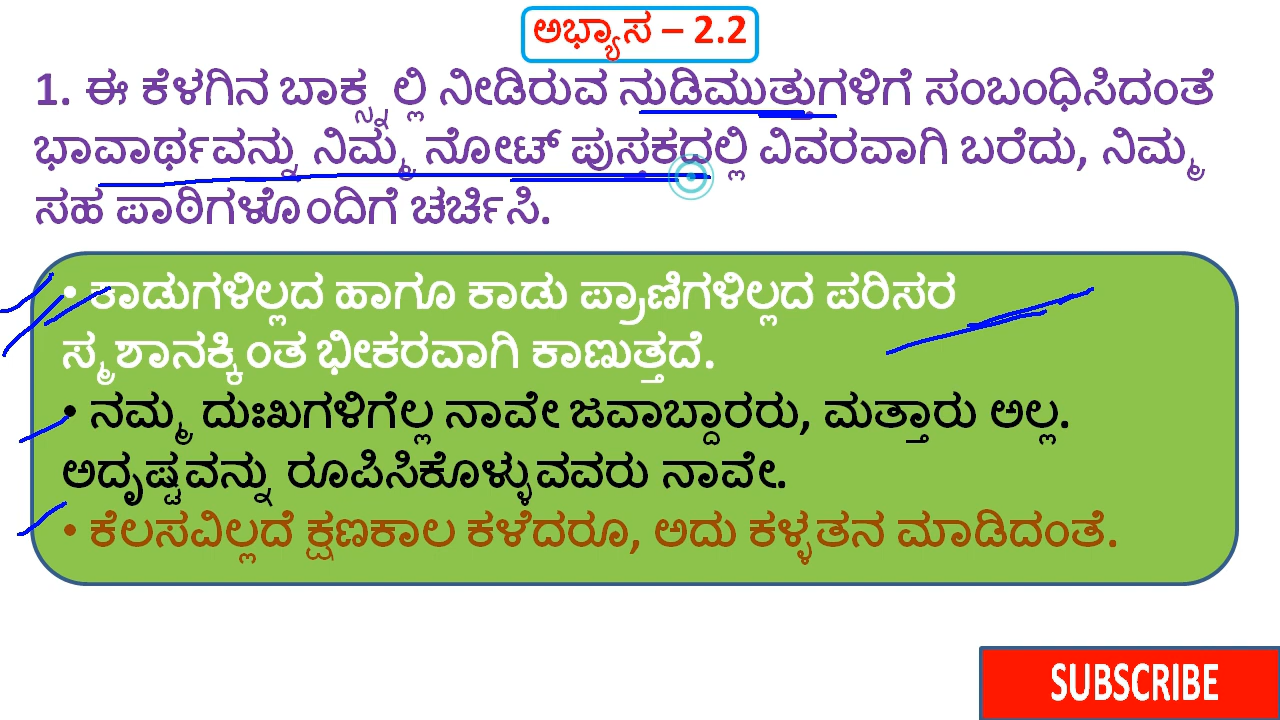 ಅಭ್ಯಾಸ – 2.2
1. ಈ ಕೆಳಗಿನ ಬಾಕ್ಸ್ನಲ್ಲಿ ನೀಡಿರುವ ನುಡಿಮುತ್ತುಗಳಿಗೆ ಸಂಬಂಧಿಸಿದಂತೆ
ಭಾವಾರ್ಥವನ್ನು ನಿಮ್ಮ ನೋಟ್ ಪುಸ್ತಕದಲ್ಲಿ ವಿವರವಾಗಿ ಬರೆದು, ನಿಮ್ಮ
ಸಹ ಪಾಠಿಗಳೊಂದಿಗೆ ಚರ್ಚಿಸಿ.
• ಕಾಡುಗಳಿಲ್ಲದ ಹಾಗೂ ಕಾಡು ಪ್ರಾಣಿಗಳಿಲ್ಲದ ಪರಿಸರ
ಸ್ಮಶಾನಕ್ಕಿಂತ ಭೀಕರವಾಗಿ ಕಾಣುತ್ತದೆ.
• ನಮ್ಮ ದುಃಖಗಳಿಗೆಲ್ಲ ನಾವೇ ಜವಾಬ್ದಾರರು, ಮತ್ತಾರು ಅಲ್ಲ.
ಅದೃಷ್ಟವನ್ನು ರೂಪಿಸಿಕೊಳ್ಳುವವರು ನಾವೇ.
• ಕೆಲಸವಿಲ್ಲದೆ ಕ್ಷಣಕಾಲ ಕಳೆದರೂ, ಅದು ಕಳ್ಳತನ ಮಾಡಿದಂತೆ.
SUBSCRIBE